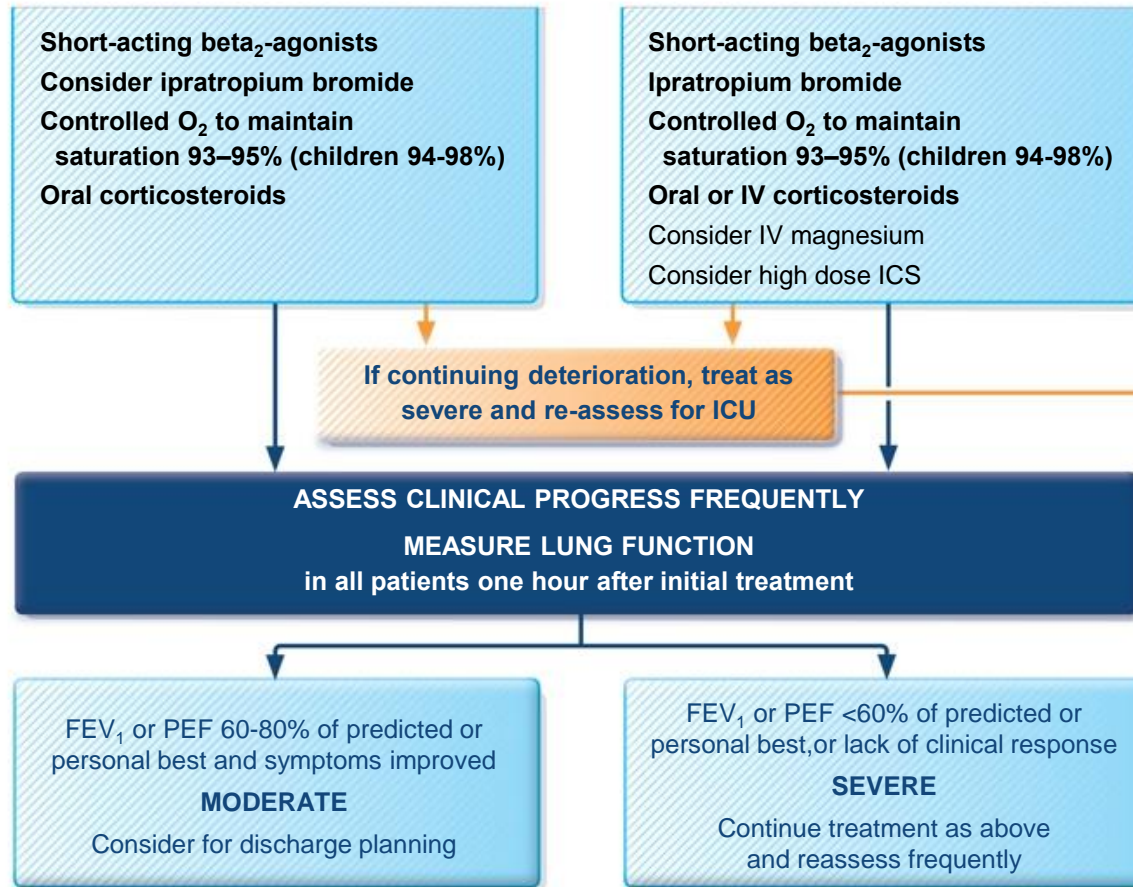 Short-acting beta₂-agonists
Consider ipratropium bromide
Controlled O₂ to maintain
saturation 93–95% (children 94-98%)
Oral corticosteroids
Short-acting beta₂-agonists
Ipratropium bromide
Controlled O₂ to maintain
saturation 93–95% (children 94-98%)
Oral or IV corticosteroids
Consider IV magnesium
Consider high dose ICS
If continuing deterioration, treat as
severe and re-assess for ICU
ASSESS CLINICAL PROGRESS FREQUENTLY
MEASURE LUNG FUNCTION
in all patients one hour after initial treatment
FEV₁ or PEF 60-80% of predicted or
personal best and symptoms improved
MODERATE
Consider for discharge planning
FEV₁ or PEF <60% of predicted or
personal best,or lack of clinical response
SEVERE
Continue treatment as above
and reassess frequently